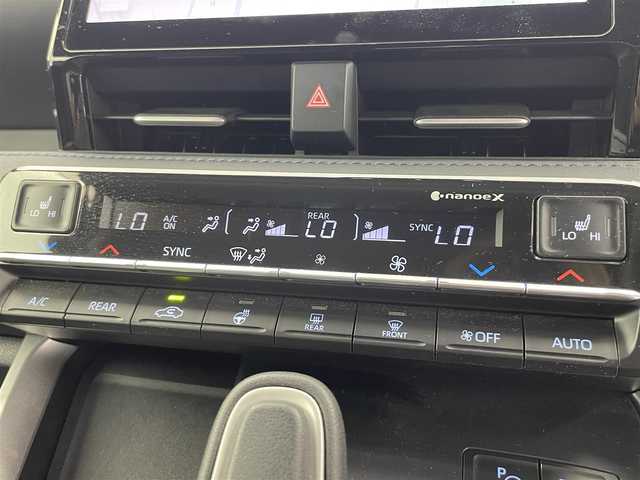 nanoeX
LO HI
LO A/C ON REAR LO SYNC LO
LO HI
SYNC
A/C REAR REAR FRONT OFF AUTO
P